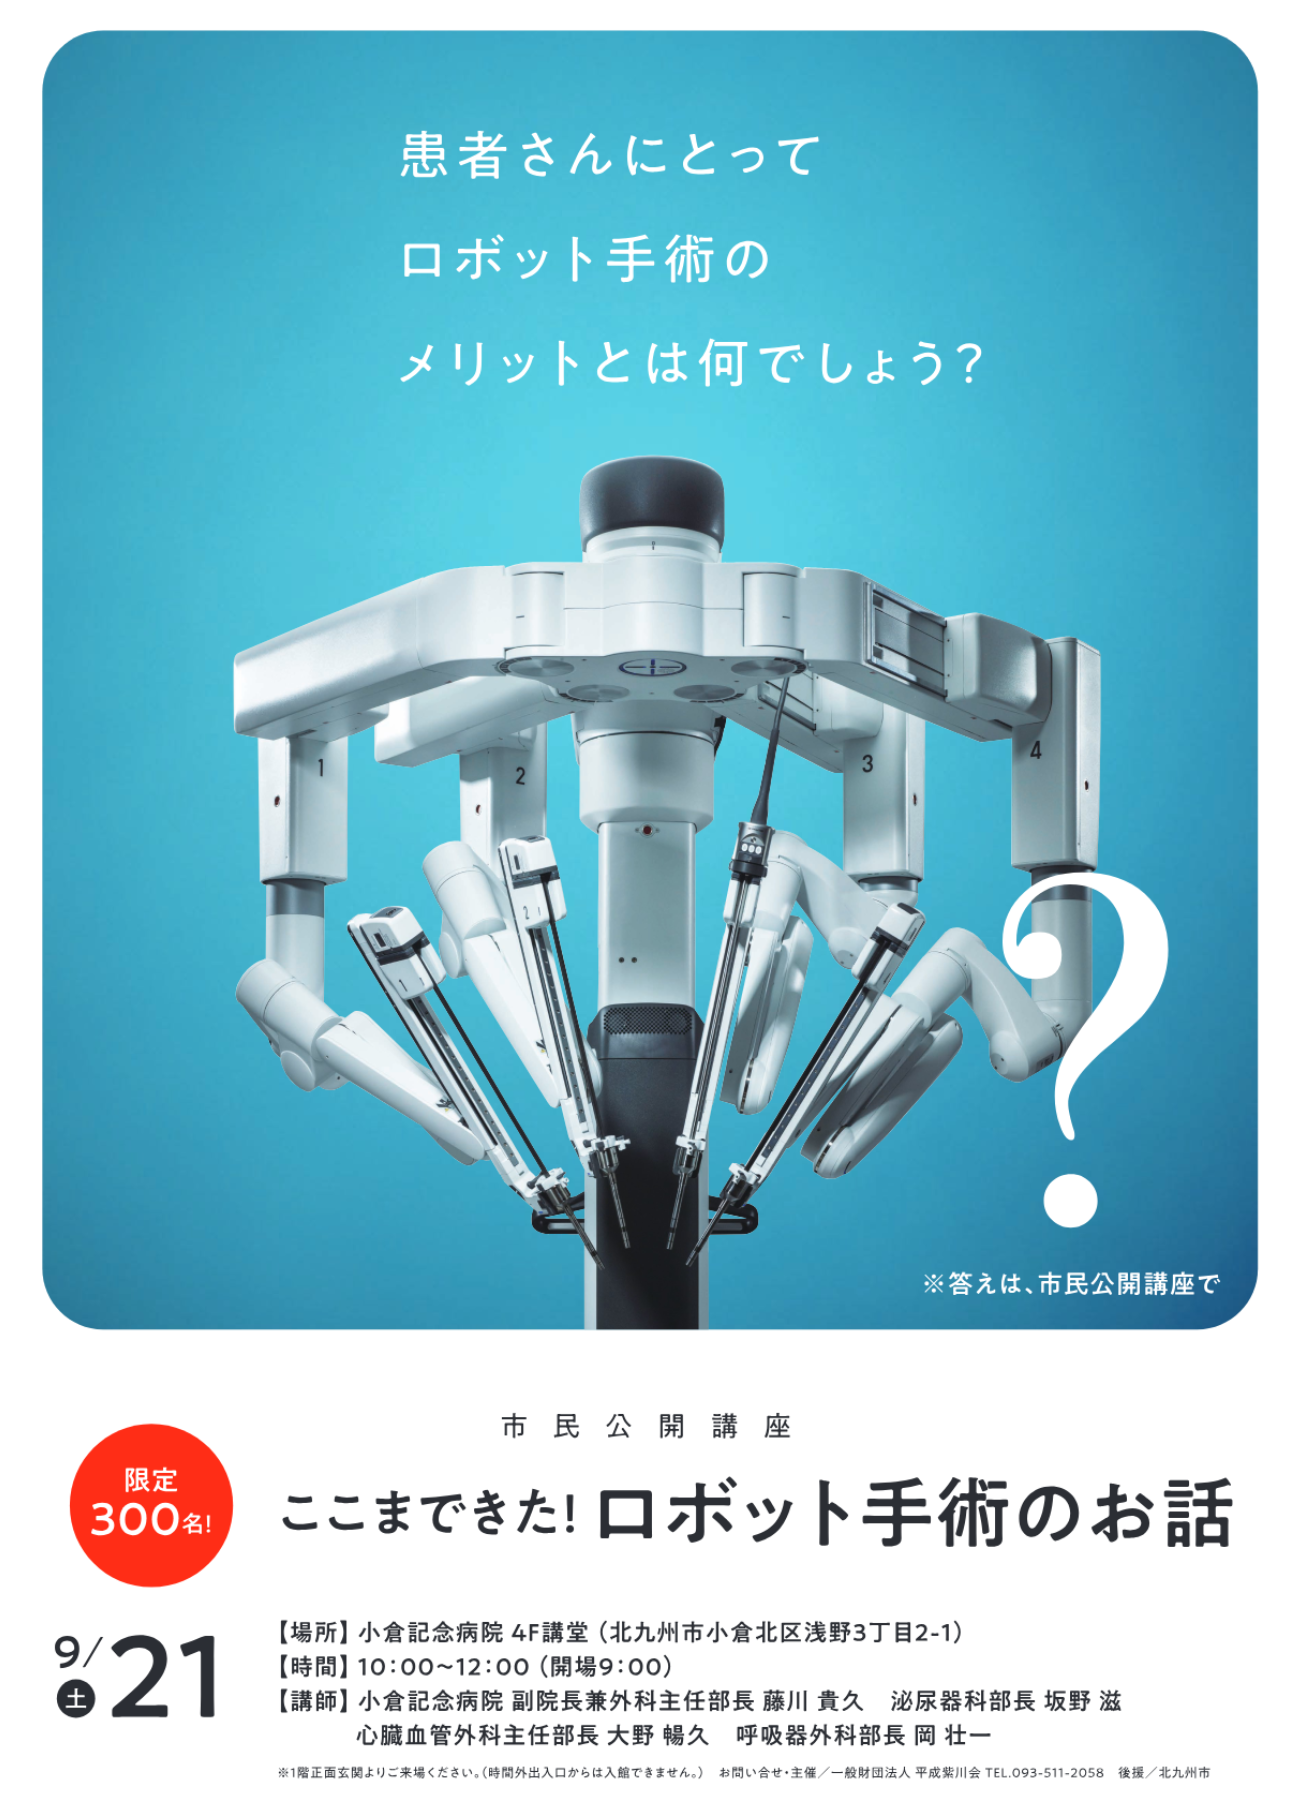 患者さんにとって
ロボット手術の
メリットとは何でしょう?
1
2
3
4
2
1
?
※答えは、市民公開講座で
市民公開講座
限定
300名!
ここまできた!ロボット手術のお話
9/21
土
【場所】小倉記念病院 4F講堂（北九州市小倉北区浅野3丁目2-1）
【時間】10:00~12:00（開場9:00）
【講師】小倉記念病院 副院長兼外科主任部長 藤川 貴久　泌尿器科部長 坂野 滋
心臓血管外科主任部長 大野 暢久　呼吸器外科部長 岡 壮一
※1階正面玄関よりご来場ください。（時間外出入口からは入館できません。）　お問い合せ・主催／一般財団法人 平成紫川会 TEL.093-511-2058　後援／北九州市